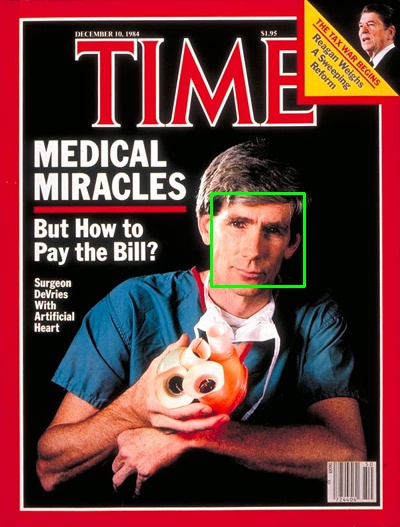 DECEMBER 10, 1984
$1.95
THE TAX WAR BEGINS
Reagan Weighs
A Sweeping
Reform
TIME
MEDICAL
MIRACLES
But How to
Pay the Bill?
Surgeon
DeVries
With
Artificial
Heart
724404